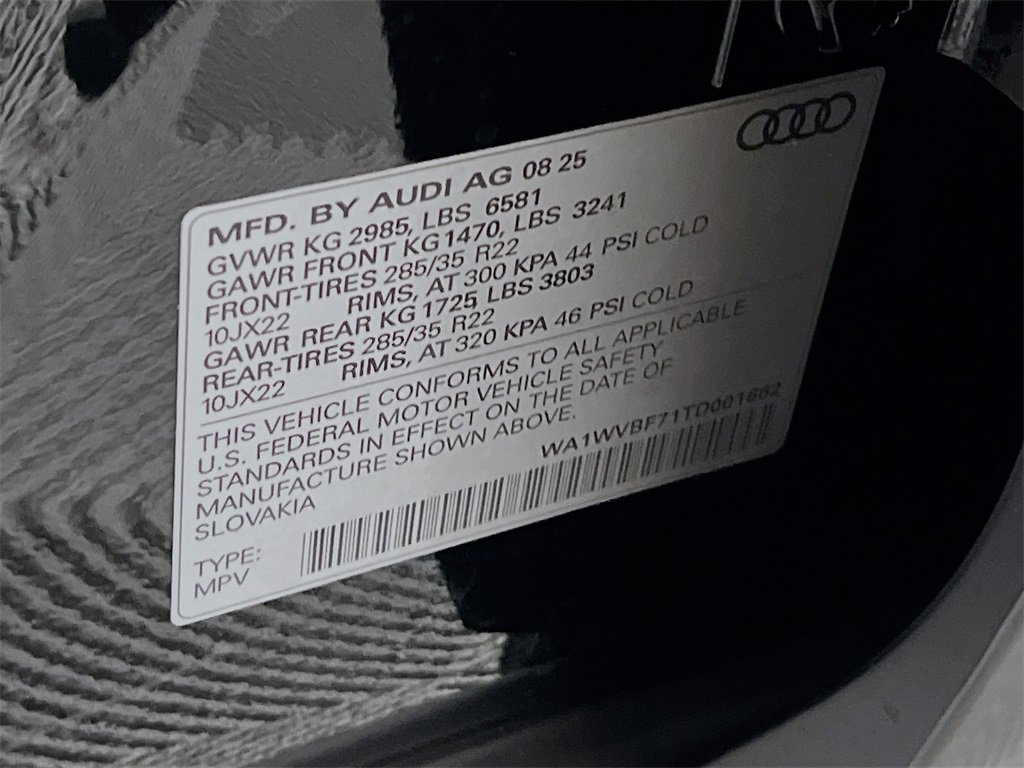 MFD. BY AUDI AG 08 25
GVWR KG 2985, LBS 6581
GAWR FRONT KG 1470, LBS 3241
FRONT-TIRES 285/35 R22
10JX22 RIMS, AT 300 KPA 44 PSI COLD
GAWR REAR KG 1725, LBS 3803
REAR-TIRES 285/35 R22
10JX22 RIMS, AT 320 KPA 46 PSI COLD
THIS VEHICLE CONFORMS TO ALL APPLICABLE
U.S. FEDERAL MOTOR VEHICLE SAFETY
STANDARDS IN EFFECT ON THE DATE OF
MANUFACTURE SHOWN ABOVE.
SLOVAKIA WA1WVBF71TD001682
TYPE:
MPV